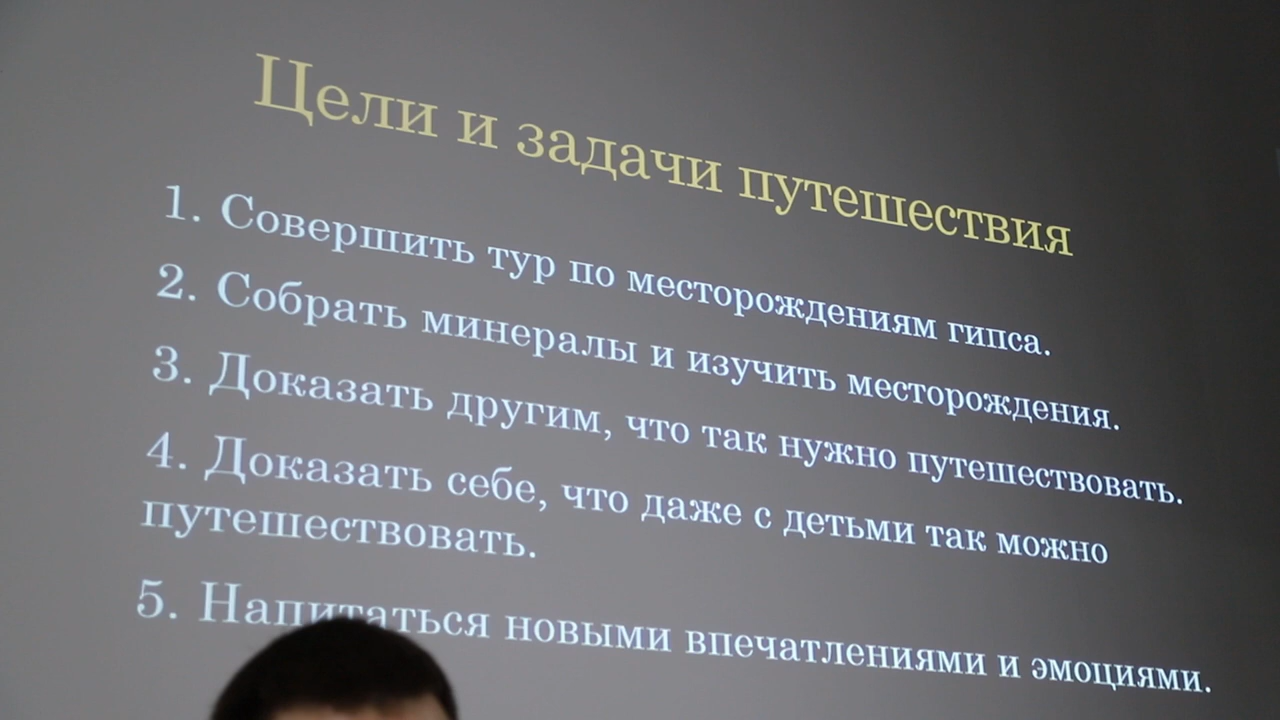 Цели и задачи путешествия
1. Совершить тур по месторождениям гипса.
2. Собрать минералы и изучить месторождения.
3. Доказать другим, что так нужно путешествовать.
4. Доказать себе, что даже с детьми так можно
путешествовать.
5. Напитаться новыми впечатлениями и эмоциями.